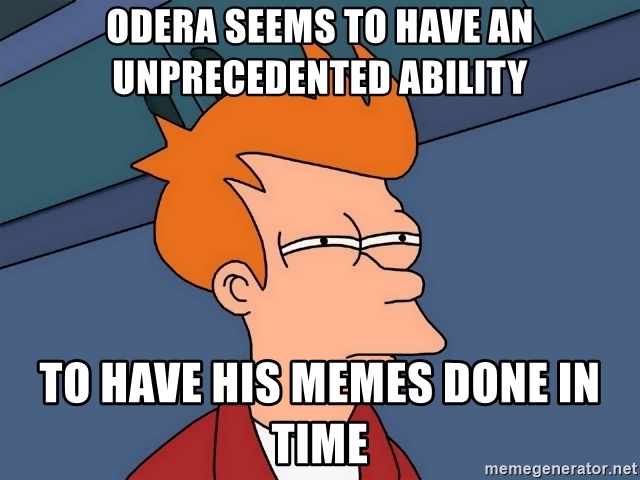 ODERA SEEMS TO HAVE AN
UNPRECEDENTED ABILITY
TO HAVE HIS MEMES DONE IN
TIME
memegenerator.net